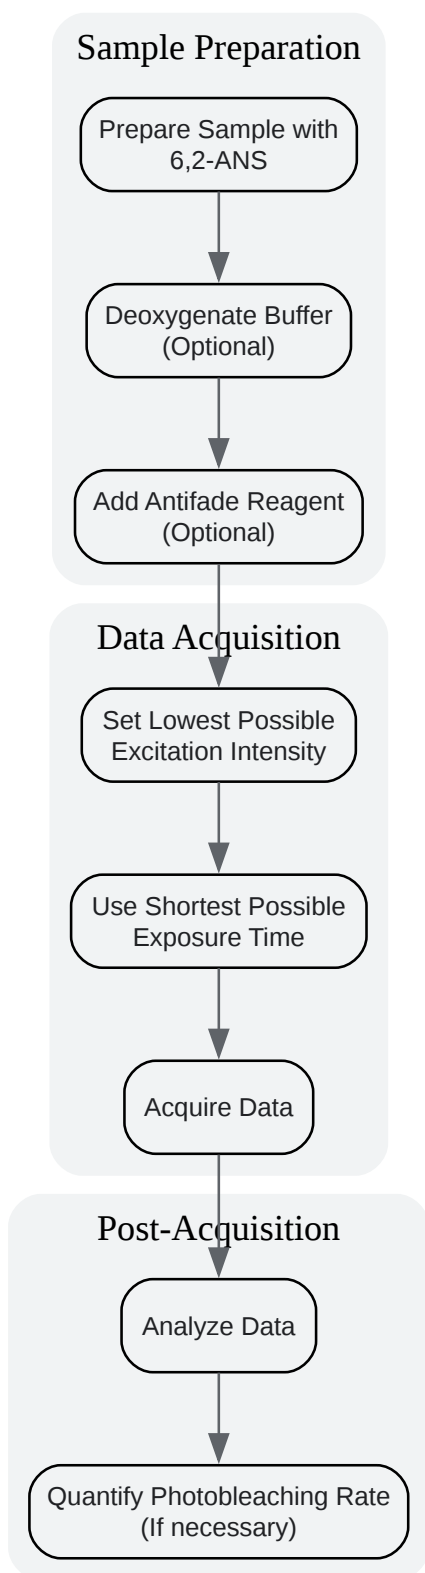 Sample Preparation
Prepare Sample with
6,2-ANS
Deoxygenate Buffer
(Optional)
Add Antifade Reagent
(Optional)
Data Acquisition
Set Lowest Possible
Excitation Intensity
Use Shortest Possible
Exposure Time
Acquire Data
Post-Acquisition
Analyze Data
Quantify Photobleaching Rate
(If necessary)